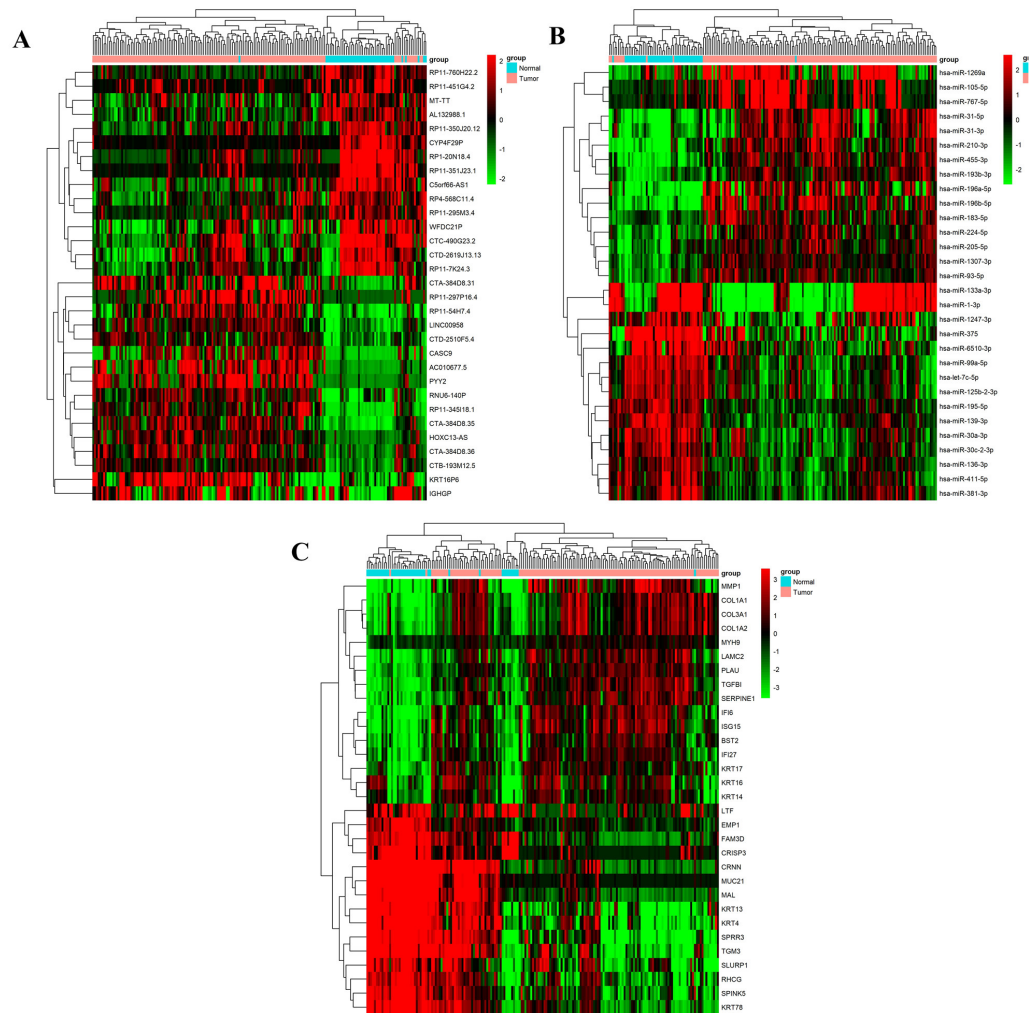 A
group
RP11-760H22.2
RP11-451G4.2
MT-TT
AL132988.1
RP11-350J20.12
CYP4F29P
RP1-20N18.4
RP11-351J23.1
C5orf66-AS1
RP4-568C11.4
RP11-295M3.4
WFDC21P
CTC-490G23.2
CTD-2619J13.13
RP11-7K24.3
CTA-384D8.31
RP11-297P16.4
RP11-54H7.4
LINC00958
CTD-2510F5.4
CASC9
AC010677.5
PYY2
RNU6-140P
RP11-345I18.1
CTA-384D8.35
HOXC13-AS
CTA-384D8.36
CTB-193M12.5
KRT16P6
IGHGP
2
1
0
-1
-2
group
Normal
Tumor
B
group
hsa-miR-1269a
hsa-miR-105-5p
hsa-miR-767-5p
hsa-miR-31-5p
hsa-miR-31-3p
hsa-miR-210-3p
hsa-miR-455-3p
hsa-miR-193b-3p
hsa-miR-196a-5p
hsa-miR-196b-5p
hsa-miR-183-5p
hsa-miR-224-5p
hsa-miR-205-5p
hsa-miR-1307-3p
hsa-miR-93-5p
hsa-miR-133a-3p
hsa-miR-1-3p
hsa-miR-1247-3p
hsa-miR-375
hsa-miR-6510-3p
hsa-miR-99a-5p
hsa-let-7c-5p
hsa-miR-125b-2-3p
hsa-miR-195-5p
hsa-miR-139-3p
hsa-miR-30a-3p
hsa-miR-30c-2-3p
hsa-miR-136-3p
hsa-miR-411-5p
hsa-miR-381-3p
2
1
0
-1
-2
C
group
MMP1
COL1A1
COL3A1
COL1A2
MYH9
LAMC2
PLAU
TGFBI
SERPINE1
IFI6
ISG15
BST2
IFI27
KRT17
KRT16
KRT14
LTF
EMP1
FAM3D
CRISP3
CRNN
MUC21
MAL
KRT13
KRT4
SPRR3
TGM3
SLURP1
RHCG
SPINK5
KRT78
3
2
1
0
-1
-2
-3
group
Normal
Tumor